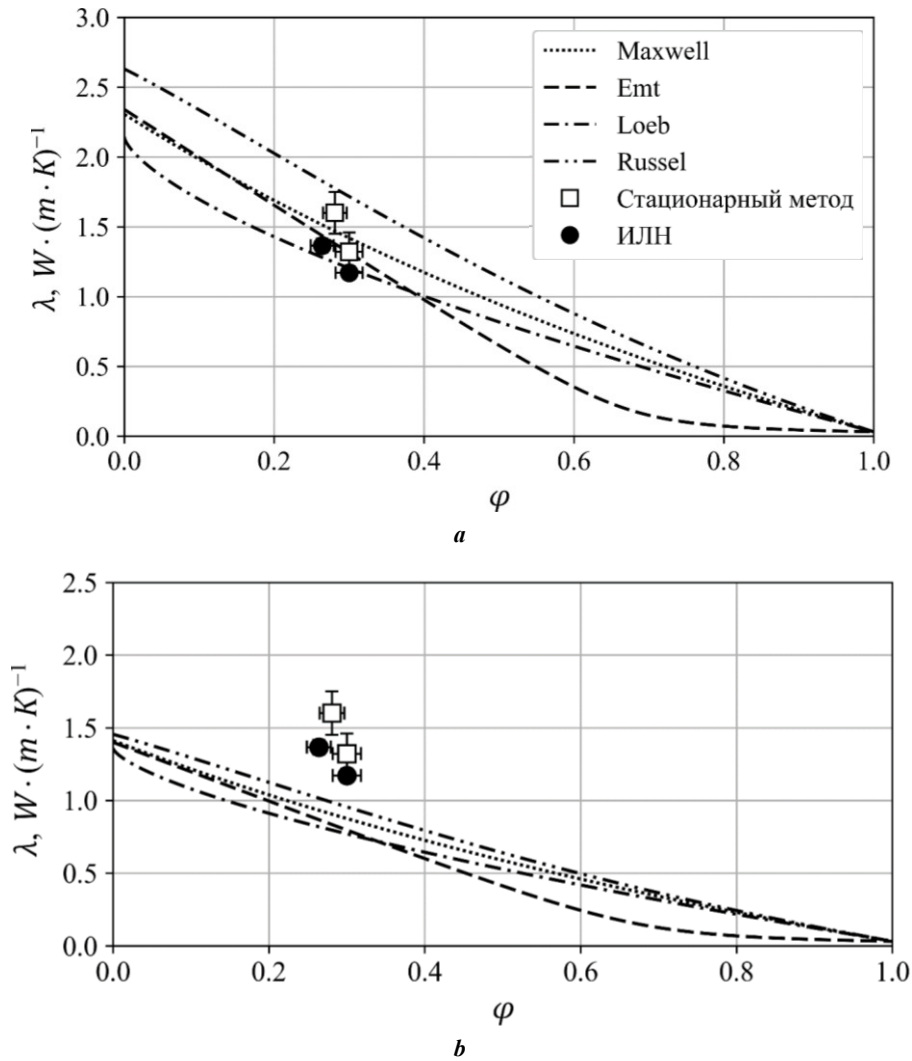 3.0
2.5
2.0
1.5
1.0
0.5
0.0
λ, W · (m · K)⁻¹
Maxwell
Emt
Loeb
Russel
Стационарный метод
ИЛН
0.0 0.2 0.4 0.6 0.8 1.0
φ
a
2.5
2.0
1.5
1.0
0.5
0.0
λ, W · (m · K)⁻¹
0.0 0.2 0.4 0.6 0.8 1.0
φ
b